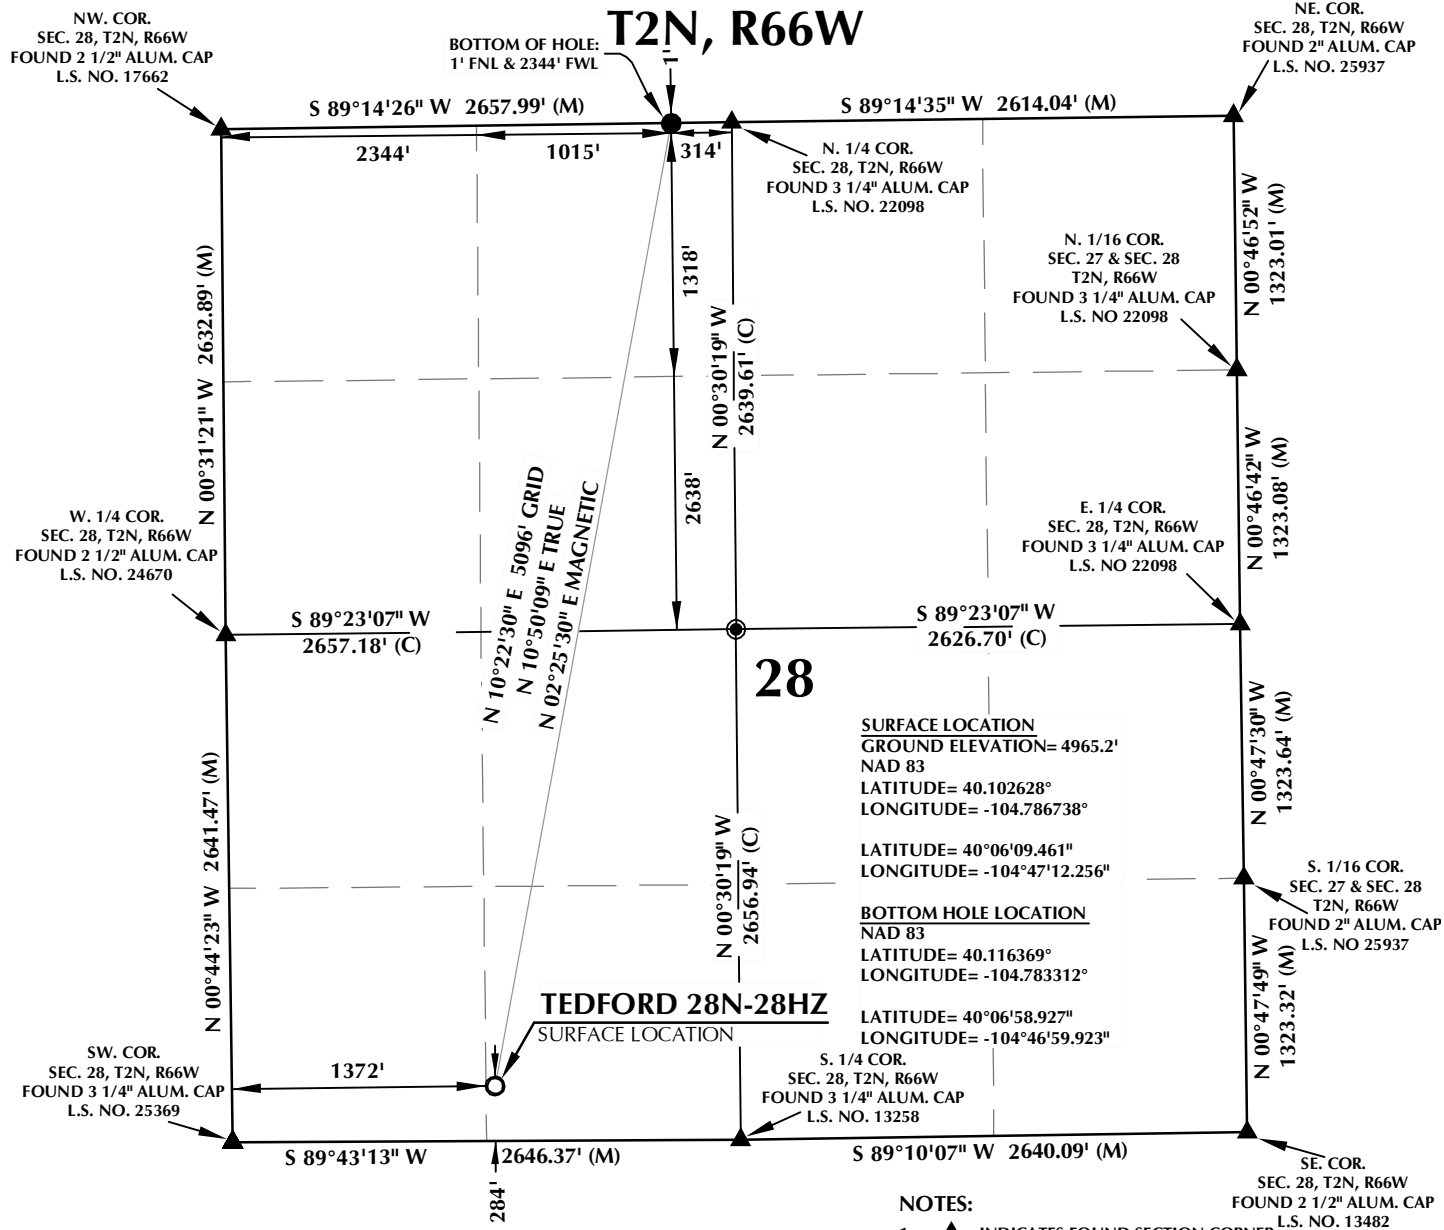 T2N, R66W
NW. COR.
SEC. 28, T2N, R66W
FOUND 2 1/2" ALUM. CAP
L.S. NO. 17662
BOTTOM OF HOLE:
1' FNL & 2344' FWL
1'
NE. COR.
SEC. 28, T2N, R66W
FOUND 2" ALUM. CAP
L.S. NO. 25937
S 89°14'26" W 2657.99' (M)
S 89°14'35" W 2614.04' (M)
2344'
1015'
314'
N. 1/4 COR.
SEC. 28, T2N, R66W
FOUND 3 1/4" ALUM. CAP
L.S. NO. 22098
N 00°46'52" W
1323.01' (M)
N. 1/16 COR.
SEC. 27 & SEC. 28
T2N, R66W
FOUND 3 1/4" ALUM. CAP
L.S. NO 22098
1318'
N 00°31'21" W 2632.89' (M)
N 00°30'19" W
2639.61' (C)
2638'
N 00°46'42" W
1323.08' (M)
N 10°22'30" E 5096' GRID
N 10°50'09" E TRUE
N 02°25'30" E MAGNETIC
W. 1/4 COR.
SEC. 28, T2N, R66W
FOUND 2 1/2" ALUM. CAP
L.S. NO. 24670
E. 1/4 COR.
SEC. 28, T2N, R66W
FOUND 3 1/4" ALUM. CAP
L.S. NO 22098
S 89°23'07" W
2657.18' (C)
S 89°23'07" W
2626.70' (C)
28
SURFACE LOCATION
GROUND ELEVATION= 4965.2'
NAD 83
LATITUDE= 40.102628°
LONGITUDE= -104.786738°
LATITUDE= 40°06'09.461"
LONGITUDE= -104°47'12.256"
BOTTOM HOLE LOCATION
NAD 83
LATITUDE= 40.116369°
LONGITUDE= -104.783312°
LATITUDE= 40°06'58.927"
LONGITUDE= -104°46'59.923"
N 00°47'30" W
1323.64' (M)
N 00°44'23" W 2641.47' (M)
N 00°30'19" W
2656.94' (C)
S. 1/16 COR.
SEC. 27 & SEC. 28
T2N, R66W
FOUND 2" ALUM. CAP
L.S. NO 25937
N 00°47'49" W
1323.32' (M)
TEDFORD 28N-28HZ
SURFACE LOCATION
SW. COR.
SEC. 28, T2N, R66W
FOUND 3 1/4" ALUM. CAP
L.S. NO. 25369
1372'
S. 1/4 COR.
SEC. 28, T2N, R66W
FOUND 3 1/4" ALUM. CAP
L.S. NO. 13258
S 89°43'13" W 2646.37' (M)
S 89°10'07" W 2640.09' (M)
284'
SE. COR.
SEC. 28, T2N, R66W
FOUND 2 1/2" ALUM. CAP
L.S. NO. 13482
NOTES:
INDICATES FOUND SECTION CORNER